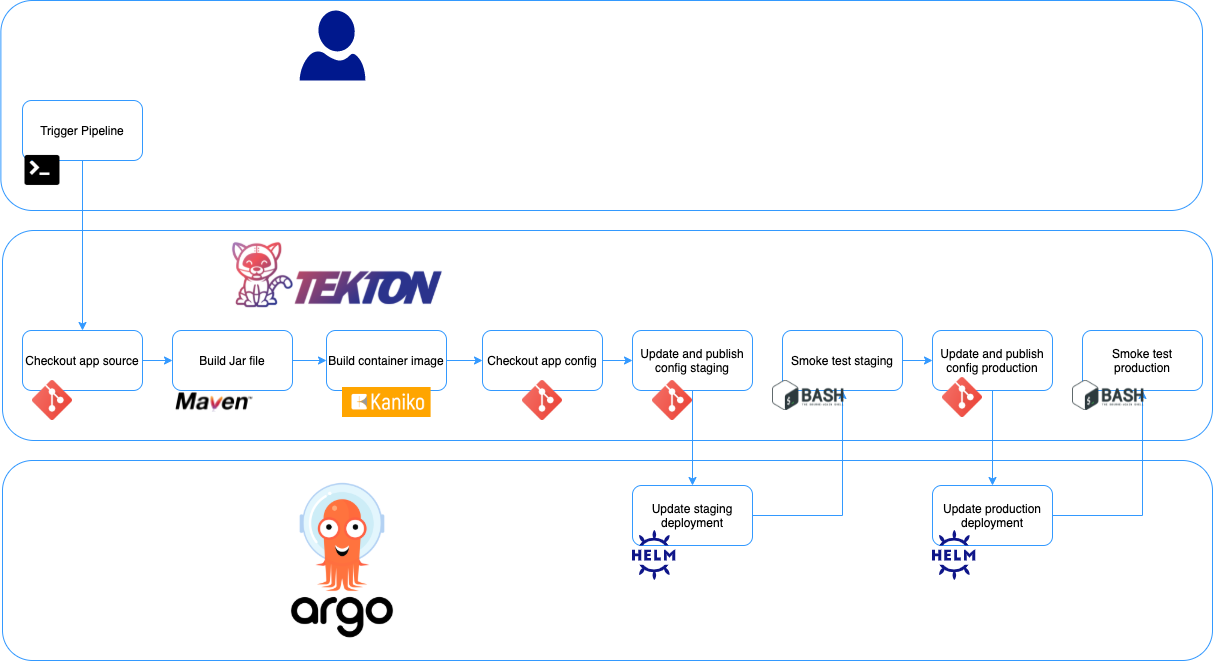 Trigger Pipeline
>_
TEKTON
Checkout app source
Build Jar file
Build container image
Checkout app config
Update and publish
config staging
Smoke test staging
Update and publish
config production
Smoke test
production
Maven™
Kaniko
$
BASH
$
BASH
Update staging
deployment
Update production
deployment
HELM
HELM
argo